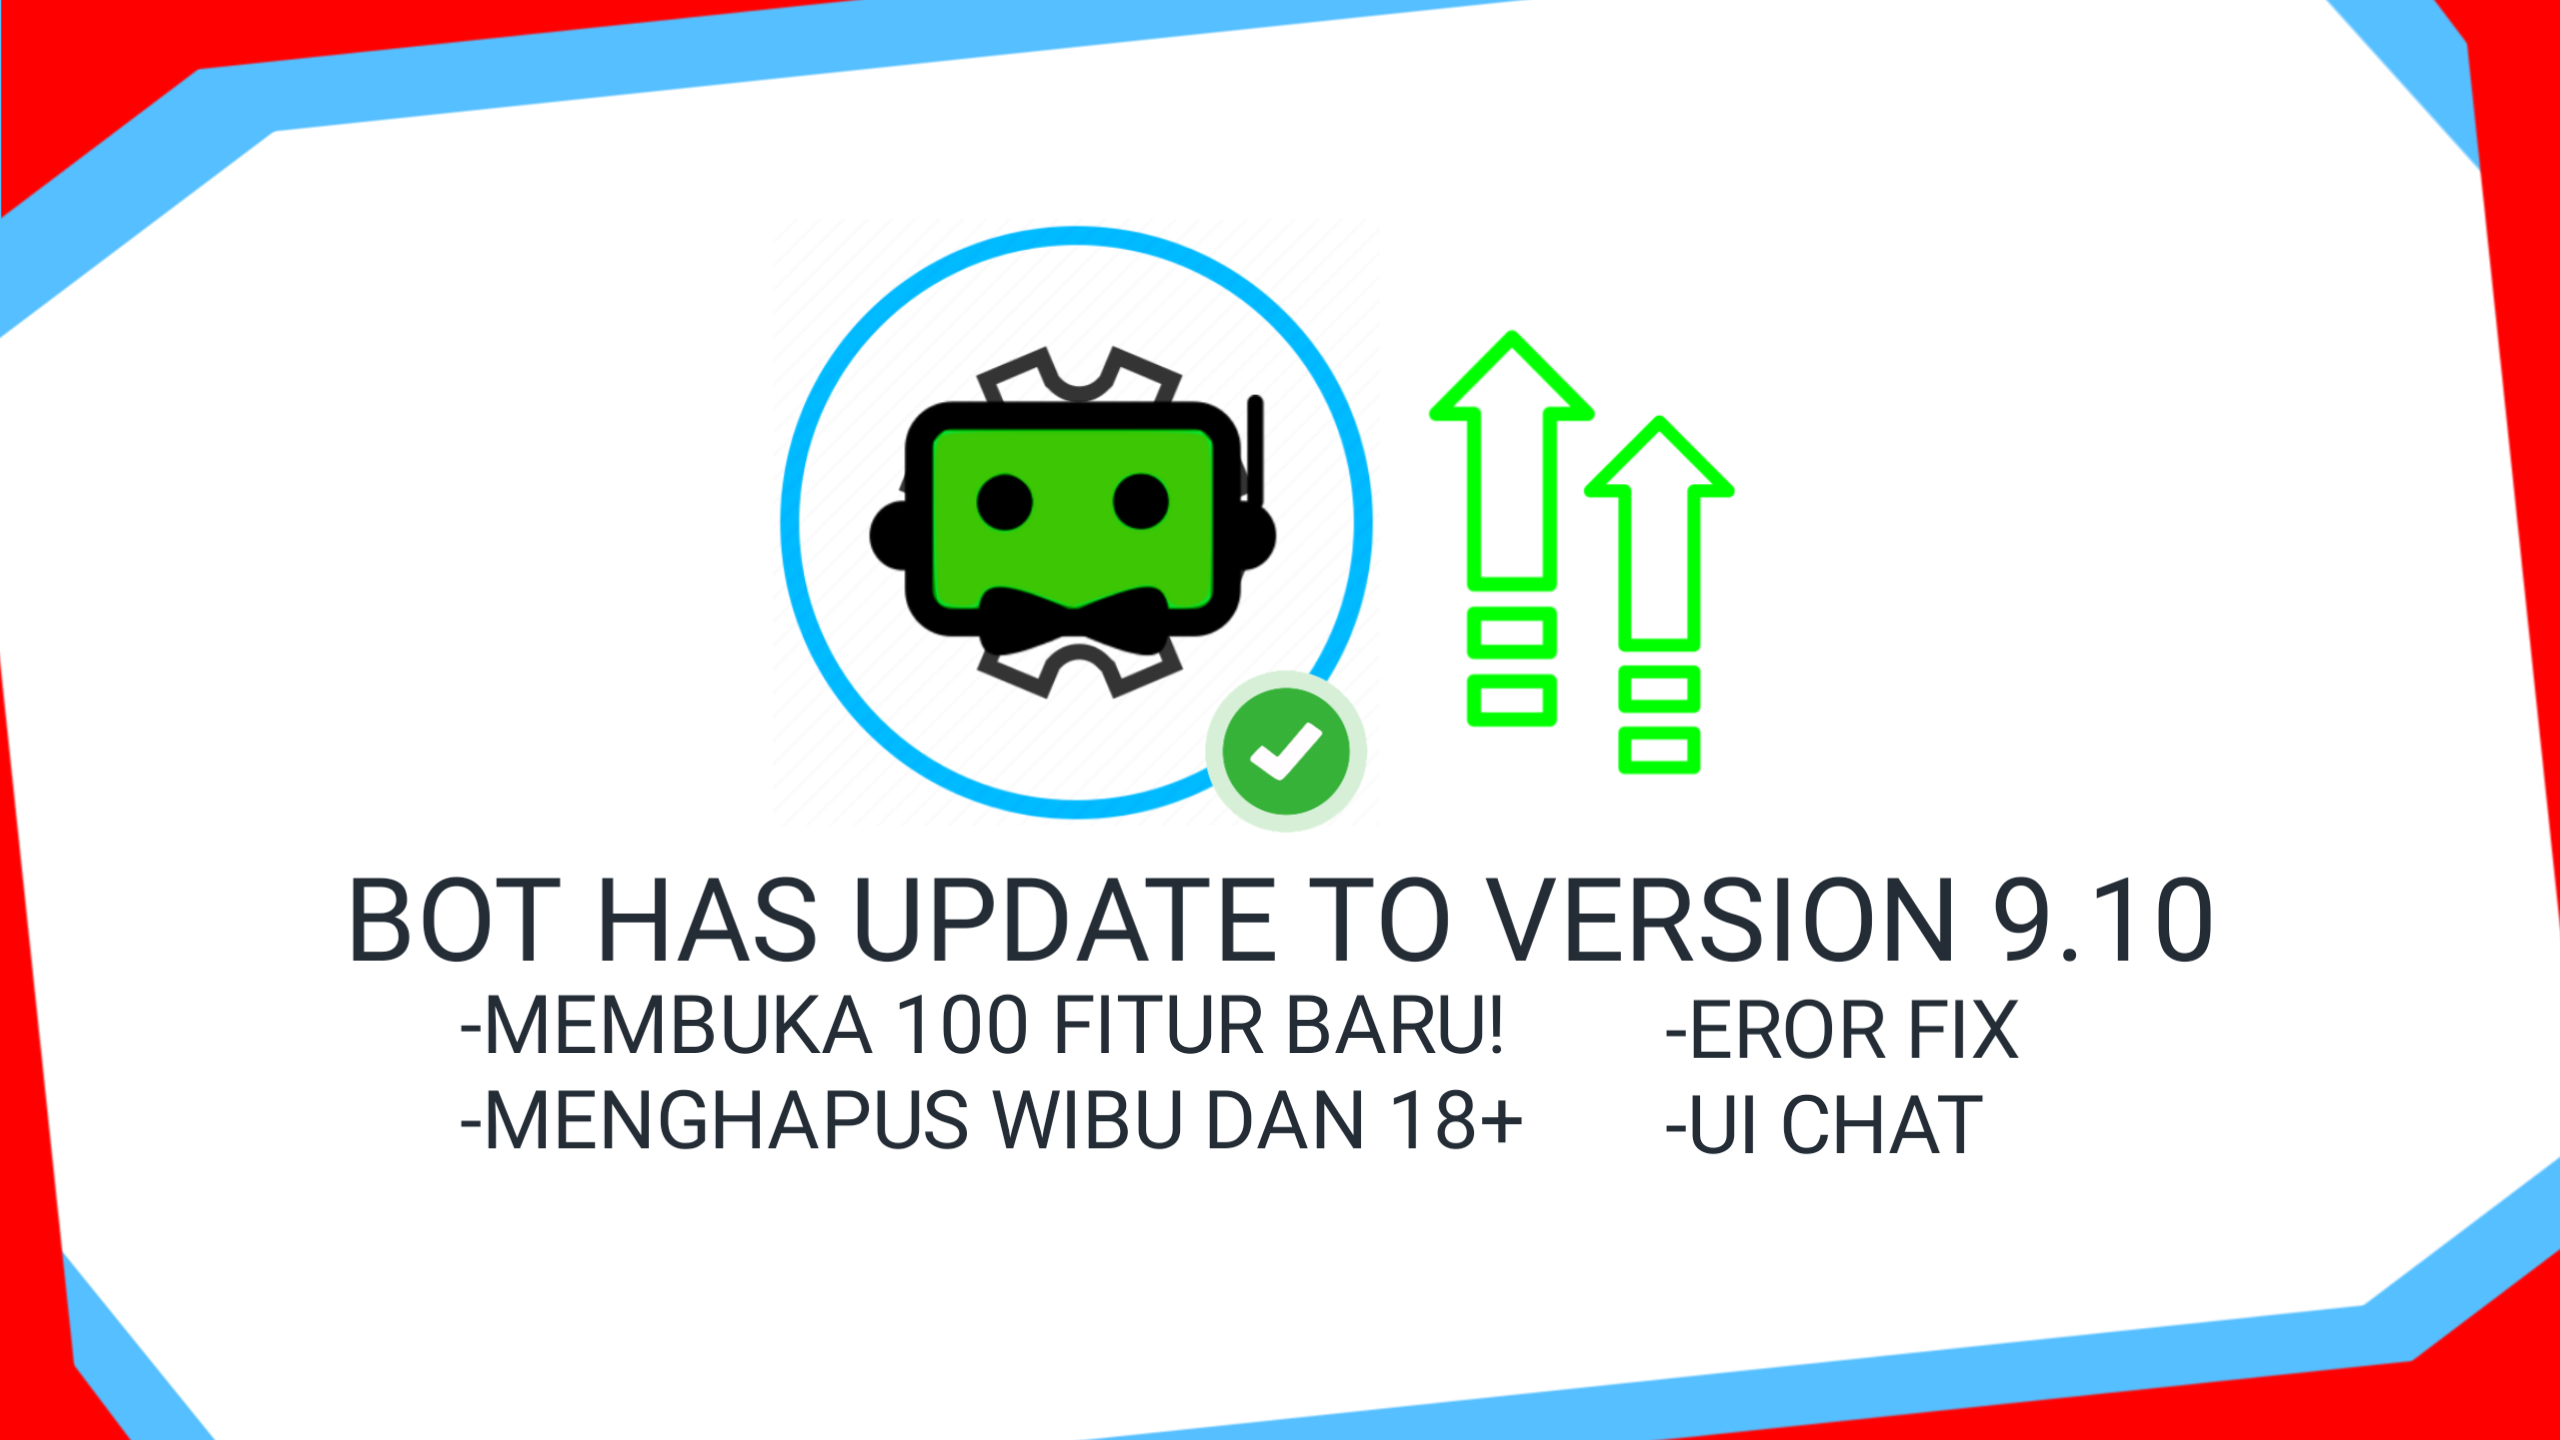 BOT HAS UPDATE TO VERSION 9.10
-MEMBUKA 100 FITUR BARU!
-MENGHAPUS WIBU DAN 18+
-EROR FIX
-UI CHAT